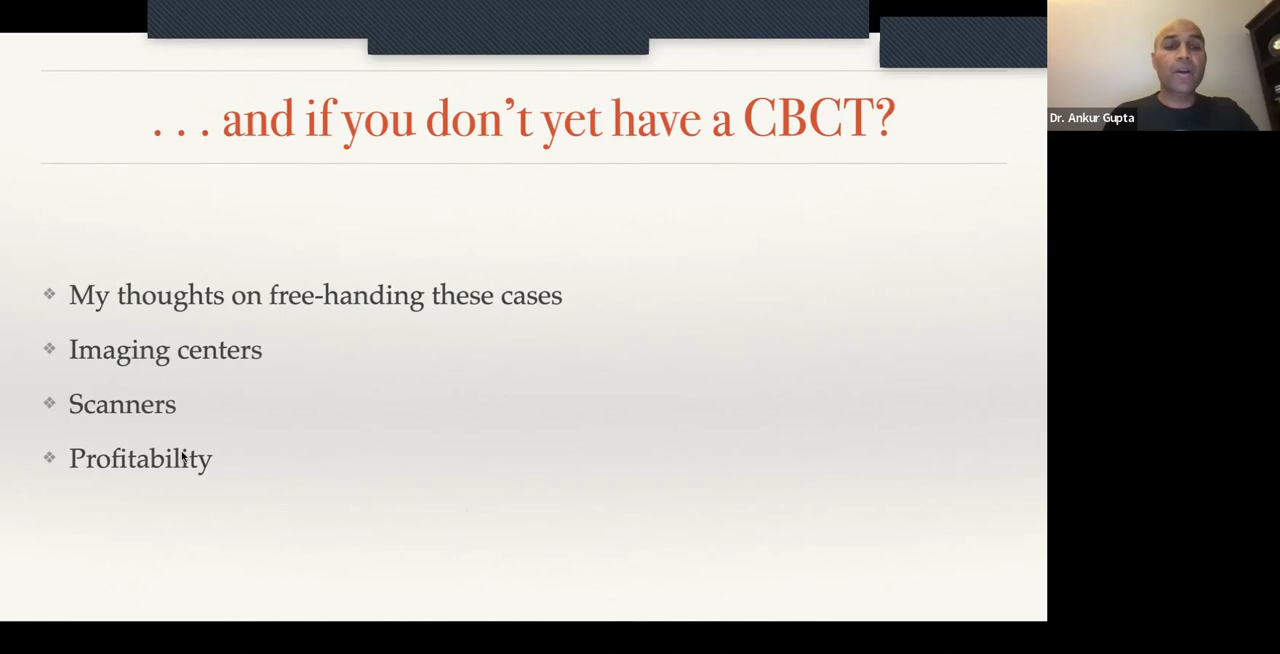 . . . and if you don’t yet have a CBCT?
My thoughts on free-handing these cases
Imaging centers
Scanners
Profitability
Dr. Ankur Gupta